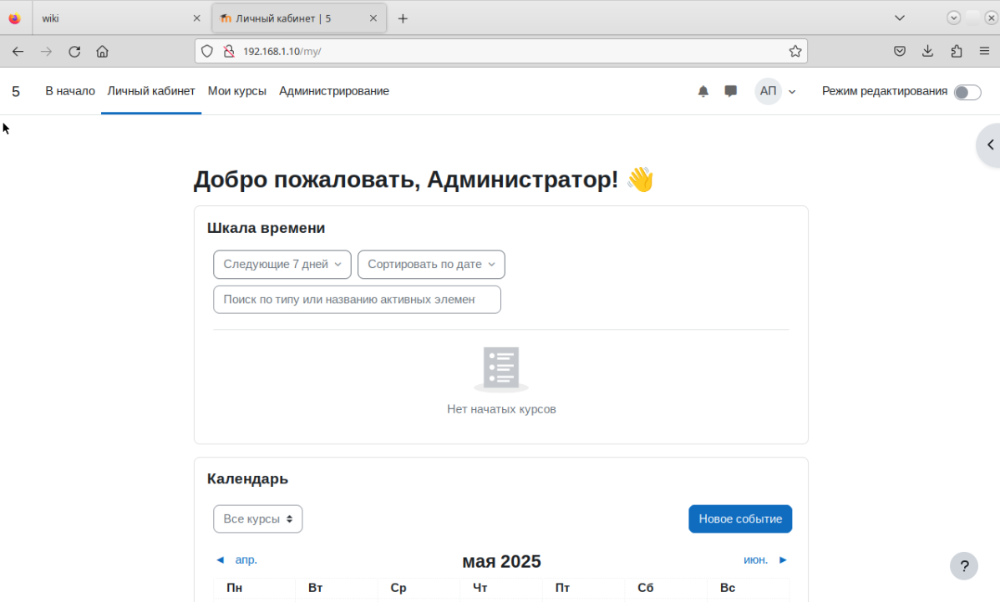 wiki
Личный кабинет | 5
192.168.1.10/my/
5 В начало Личный кабинет Мои курсы Администрирование АП Режим редактирования
Добро пожаловать, Администратор! 👋
Шкала времени
Следующие 7 дней Сортировать по дате
Поиск по типу или названию активных элемен
Нет начатых курсов
Календарь
Все курсы Новое событие
◄ апр. мая 2025 июн. ►
Пн Вт Ср Чт Пт Сб Вс
?